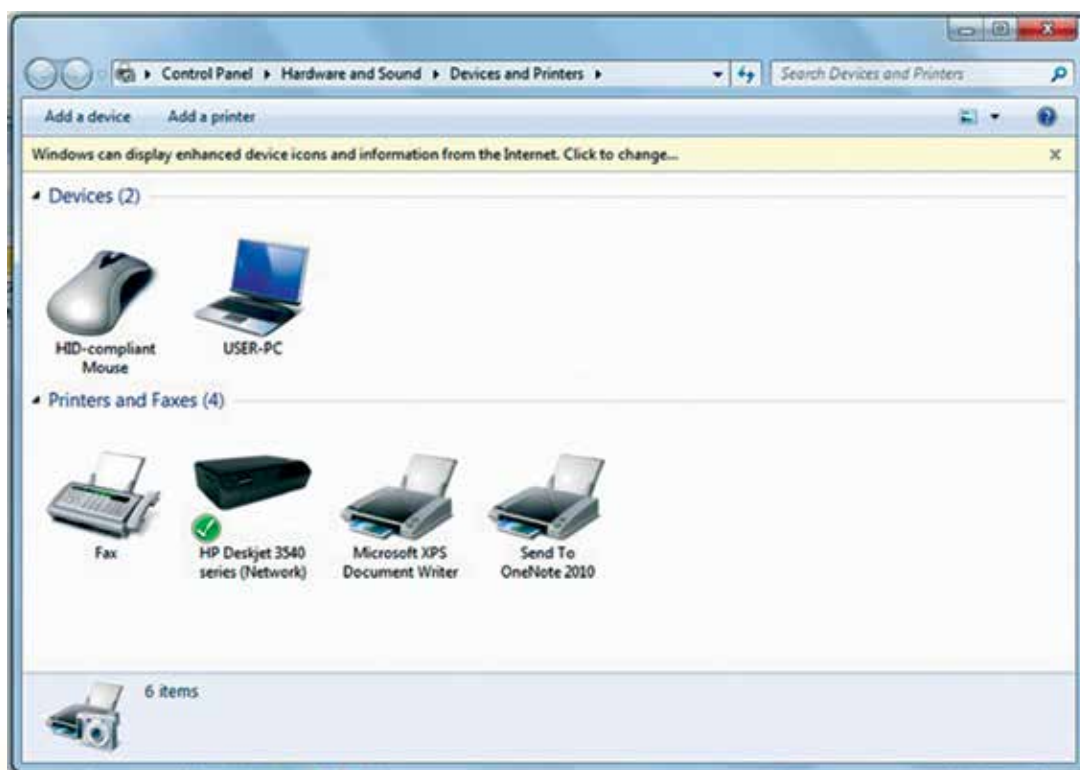 Control Panel Hardware and Sound Devices and Printers Search Devices and Printers
Add a device Add a printer
Windows can display enhanced device icons and information from the Internet. Click to change...
Devices (2)
HID-compliant
Mouse
USER-PC
Printers and Faxes (4)
Fax
HP Deskjet 3540
series (Network)
Microsoft XPS
Document Writer
Send To
OneNote 2010
6 items